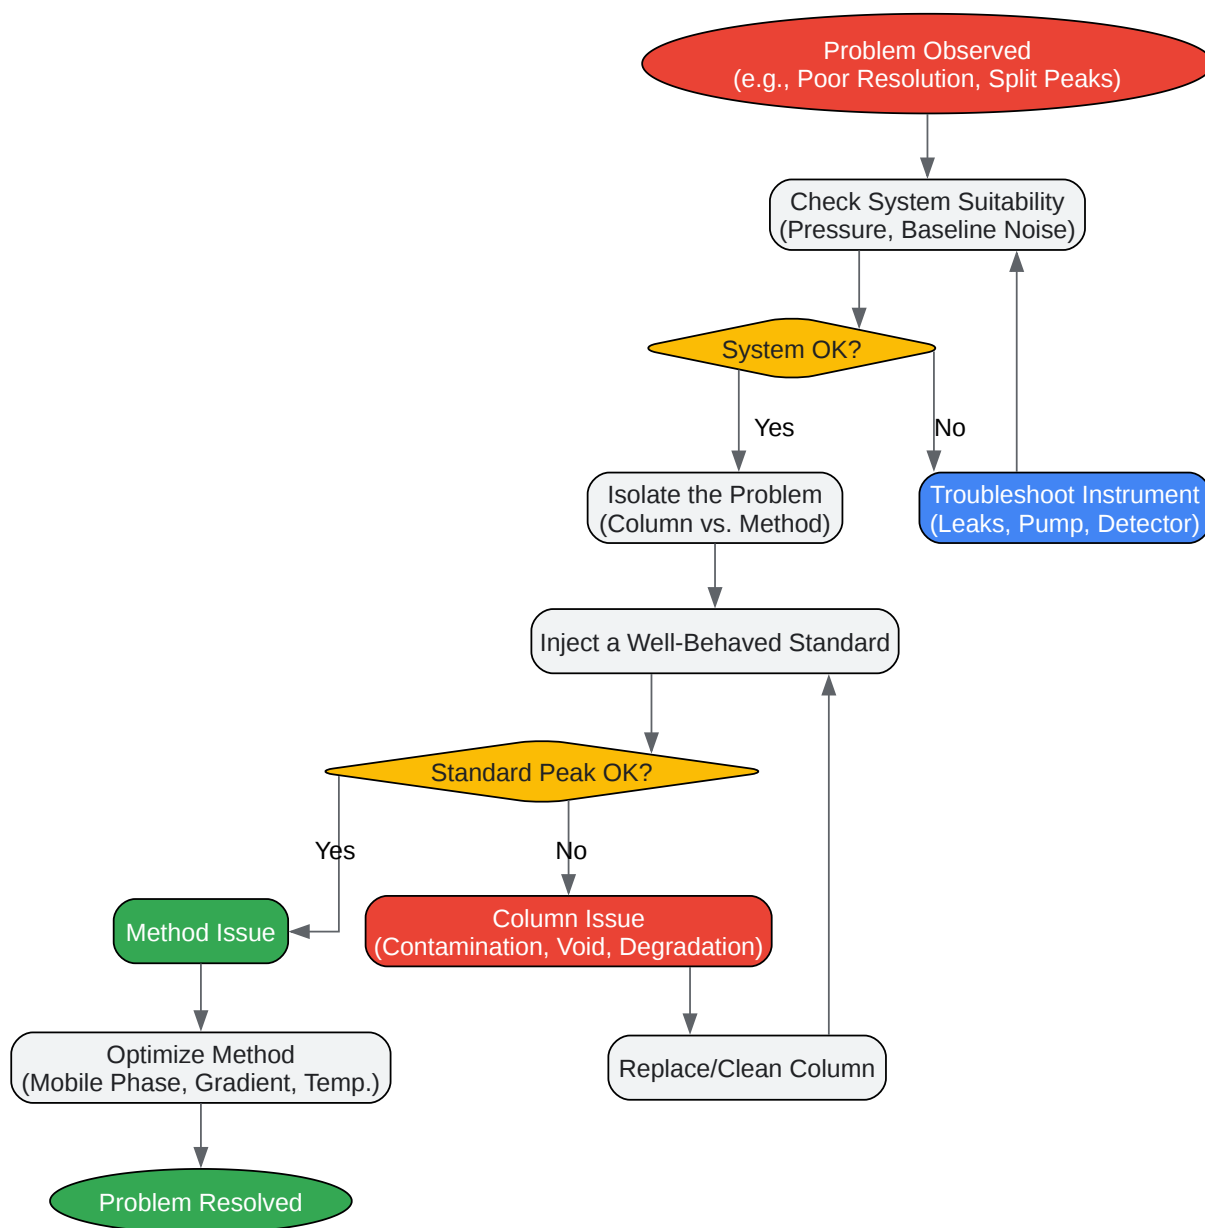 Problem Observed
(e.g., Poor Resolution, Split Peaks)
Check System Suitability
(Pressure, Baseline Noise)
System OK?
Yes
No
Isolate the Problem
(Column vs. Method)
Troubleshoot Instrument
(Leaks, Pump, Detector)
Inject a Well-Behaved Standard
Standard Peak OK?
Yes
No
Method Issue
Column Issue
(Contamination, Void, Degradation)
Optimize Method
(Mobile Phase, Gradient, Temp.)
Replace/Clean Column
Problem Resolved